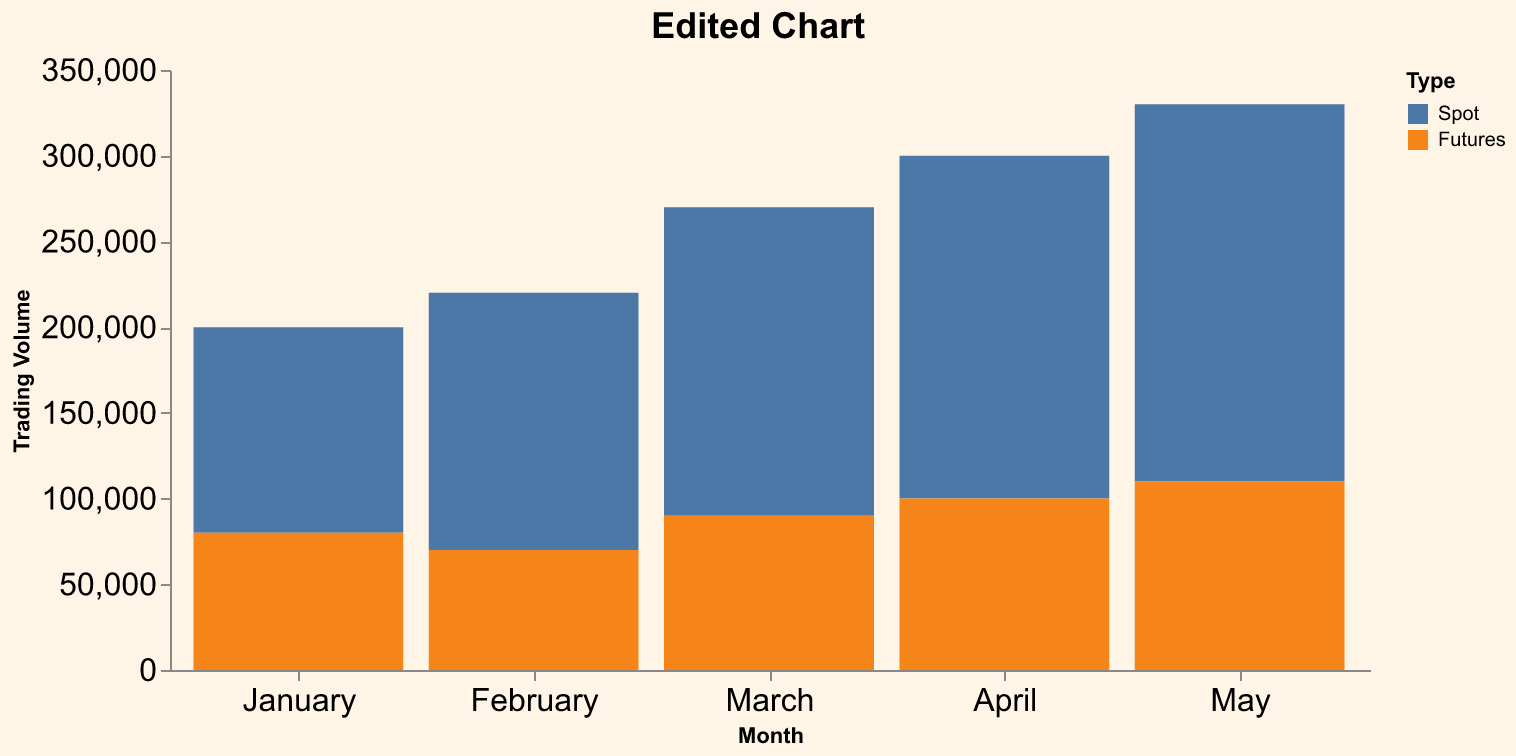 Edited Chart
350,000
300,000
250,000
200,000
150,000
100,000
50,000
0
Trading Volume
January
February
March
April
May
Month
Type
Spot
Futures